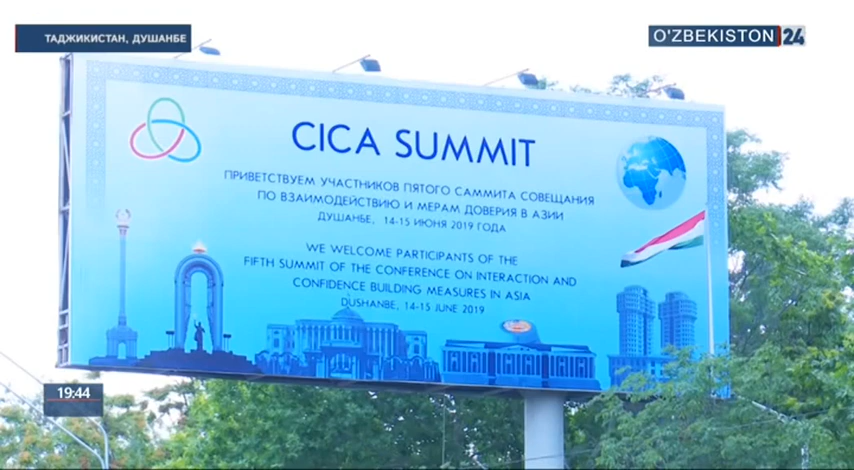 ТАДЖИКИСТАН, ДУШАНБЕ
O'ZBEKISTON 24
CICA SUMMIT
ПРИВЕТСТВУЕМ УЧАСТНИКОВ ПЯТОГО САММИТА СОВЕЩАНИЯ
ПО ВЗАИМОДЕЙСТВИЮ И МЕРАМ ДОВЕРИЯ В АЗИИ
ДУШАНБЕ, 14-15 ИЮНЯ 2019 ГОДА
WE WELCOME PARTICIPANTS OF THE
FIFTH SUMMIT OF THE CONFERENCE ON INTERACTION AND
CONFIDENCE BUILDING MEASURES IN ASIA
DUSHANBE, 14-15 JUNE 2019
19:44